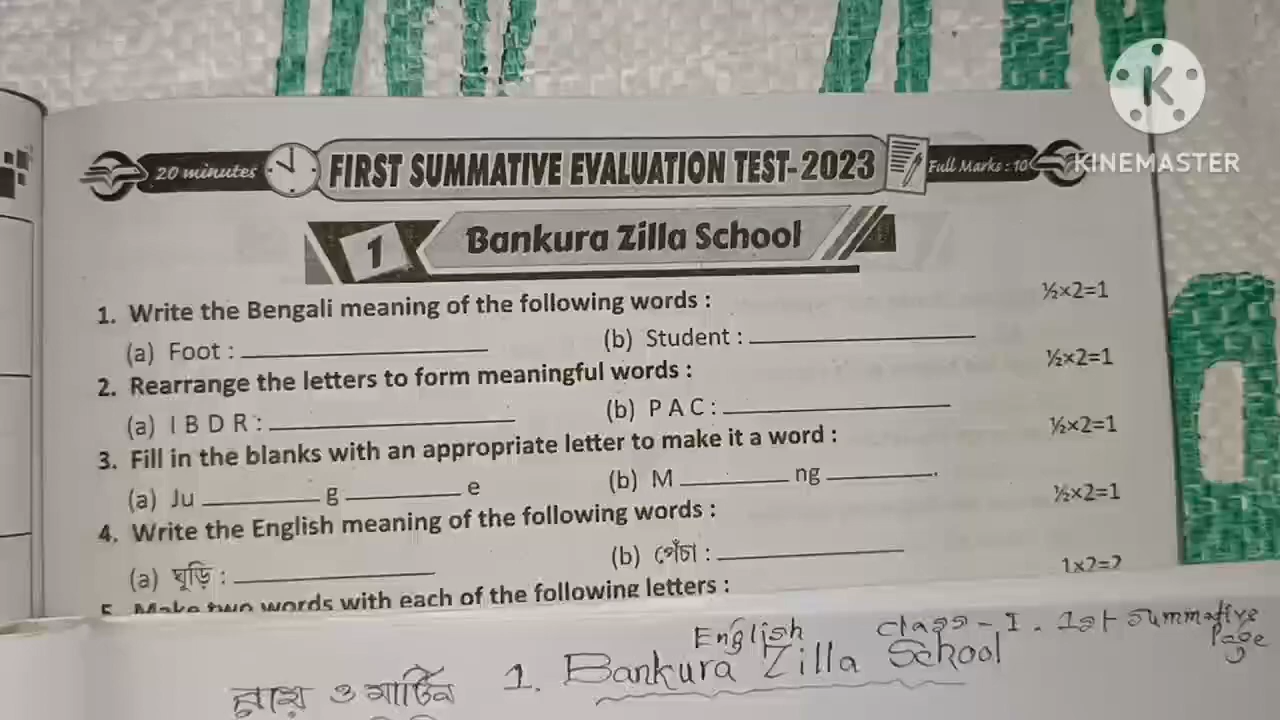 20 minutes FIRST SUMMATIVE EVALUATION TEST-2023 Full Marks : 10
KINEMASTER
1 Bankura Zilla School
1. Write the Bengali meaning of the following words : ½×2=1
(a) Foot : (b) Student :
2. Rearrange the letters to form meaningful words : ½×2=1
(a) I B D R : (b) P A C :
3. Fill in the blanks with an appropriate letter to make it a word : ½×2=1
(a) Ju ______ g ______ e (b) M ______ ng ______.
4. Write the English meaning of the following words : ½×2=1
(a) ঘুড়ি : (b) পেঁচা :
5. Make two words with each of the following letters : 1×2=2
English class - I. 1st summative
Page
রায় ও মার্টিন 1. Bankura Zilla School